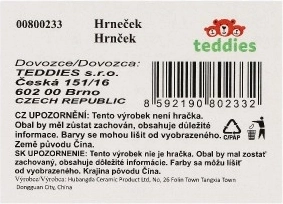 00800233 Hrneček
Hrnček
teddies
Dovozce/Dovozca:
TEDDIES s.r.o.
Česká 151/16
602 00 Brno
CZECH REPUBLIC
8 592190 802332
C/PAP
CZ UPOZORNĚNÍ: Tento výrobek není hračka.
Obal by měl zůstat zachován, obsahuje důležité
informace. Barvy se mohou lišit od vyobrazeného.
Země původu Čína.
SK UPOZORNENIE: Tento výrobek nie je hračka. Obal by mal zostať
zachovaný, obsahuje dôležité informácie. Farby sa môžu líšiť od
vyobrazeného. Krajina pôvodu Čína.
Výrobce/Výrobca: Hubangda Ceramic Product Ltd, No, 26 Folin Town Tangxia Town
Dongguan City, China